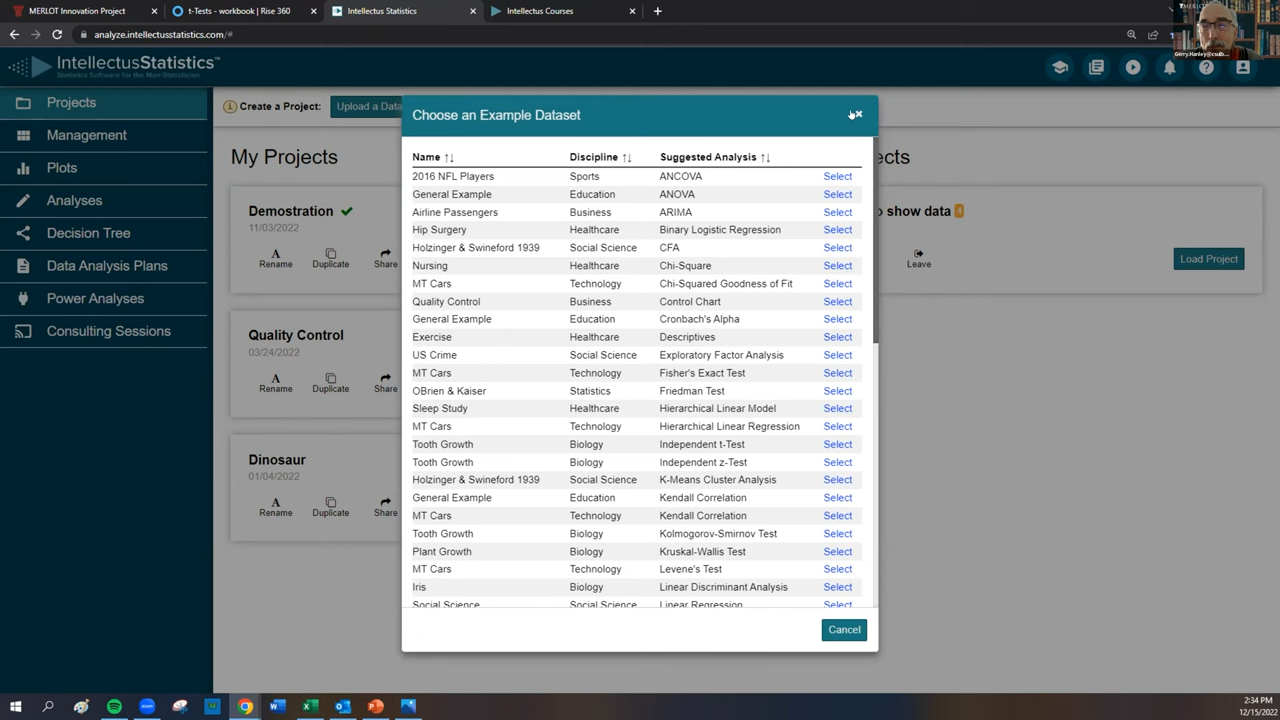 MERLOT Innovation Project
t-Tests - workbook | Rise 360
Intellectus Statistics
Intellectus Courses
analyze.intellectusstatistics.com/#
Gerry.Hanley@csulb...
IntellectusStatistics™
Statistics Software for the Non-Statistician
Projects
Management
Plots
Analyses
Decision Tree
Data Analysis Plans
Power Analyses
Consulting Sessions
Create a Project:
Upload a Data
My Projects
Demostration
11/03/2022
Rename Duplicate Share
Quality Control
03/24/2022
Rename Duplicate Share
Dinosaur
01/04/2022
Rename Duplicate Share
Choose an Example Dataset
Name Discipline Suggested Analysis
2016 NFL Players Sports ANCOVA Select
General Example Education ANOVA Select
Airline Passengers Business ARIMA Select
Hip Surgery Healthcare Binary Logistic Regression Select
Holzinger & Swineford 1939 Social Science CFA Select
Nursing Healthcare Chi-Square Select
MT Cars Technology Chi-Squared Goodness of Fit Select
Quality Control Business Control Chart Select
General Example Education Cronbach's Alpha Select
Exercise Healthcare Descriptives Select
US Crime Social Science Exploratory Factor Analysis Select
MT Cars Technology Fisher's Exact Test Select
OBrien & Kaiser Statistics Friedman Test Select
Sleep Study Healthcare Hierarchical Linear Model Select
MT Cars Technology Hierarchical Linear Regression Select
Tooth Growth Biology Independent t-Test Select
Tooth Growth Biology Independent z-Test Select
Holzinger & Swineford 1939 Social Science K-Means Cluster Analysis Select
General Example Education Kendall Correlation Select
MT Cars Technology Kendall Correlation Select
Tooth Growth Biology Kolmogorov-Smirnov Test Select
Plant Growth Biology Kruskal-Wallis Test Select
MT Cars Technology Levene's Test Select
Iris Biology Linear Discriminant Analysis Select
Social Science Social Science Linear Regression Select
Cancel
ects
o show data 4
Leave
Load Project
2:34 PM
12/15/2022